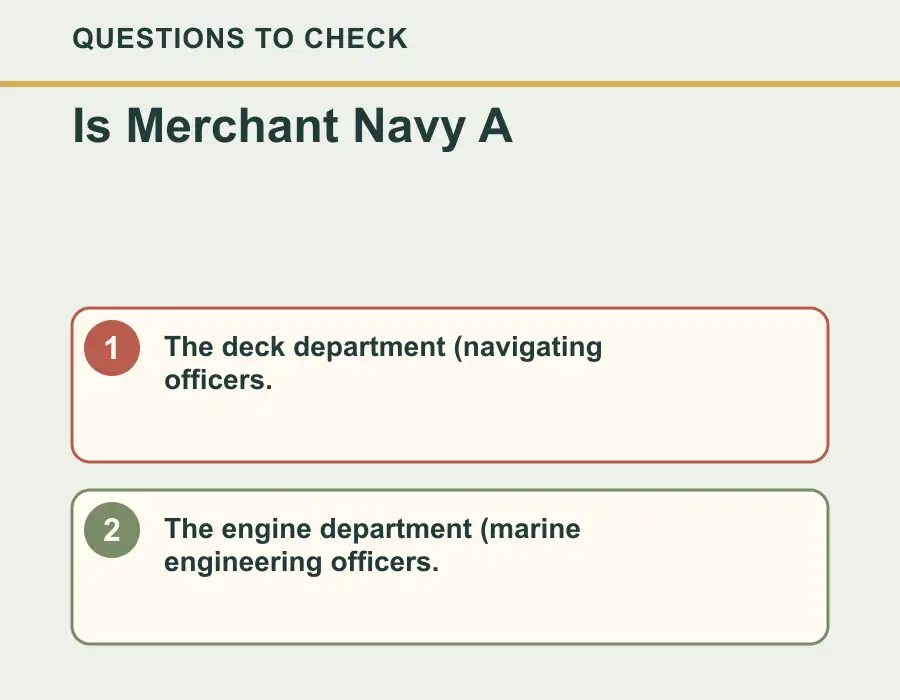 QUESTIONS TO CHECK
Is Merchant Navy A
1
The deck department (navigating
officers.
2
The engine department (marine
engineering officers.